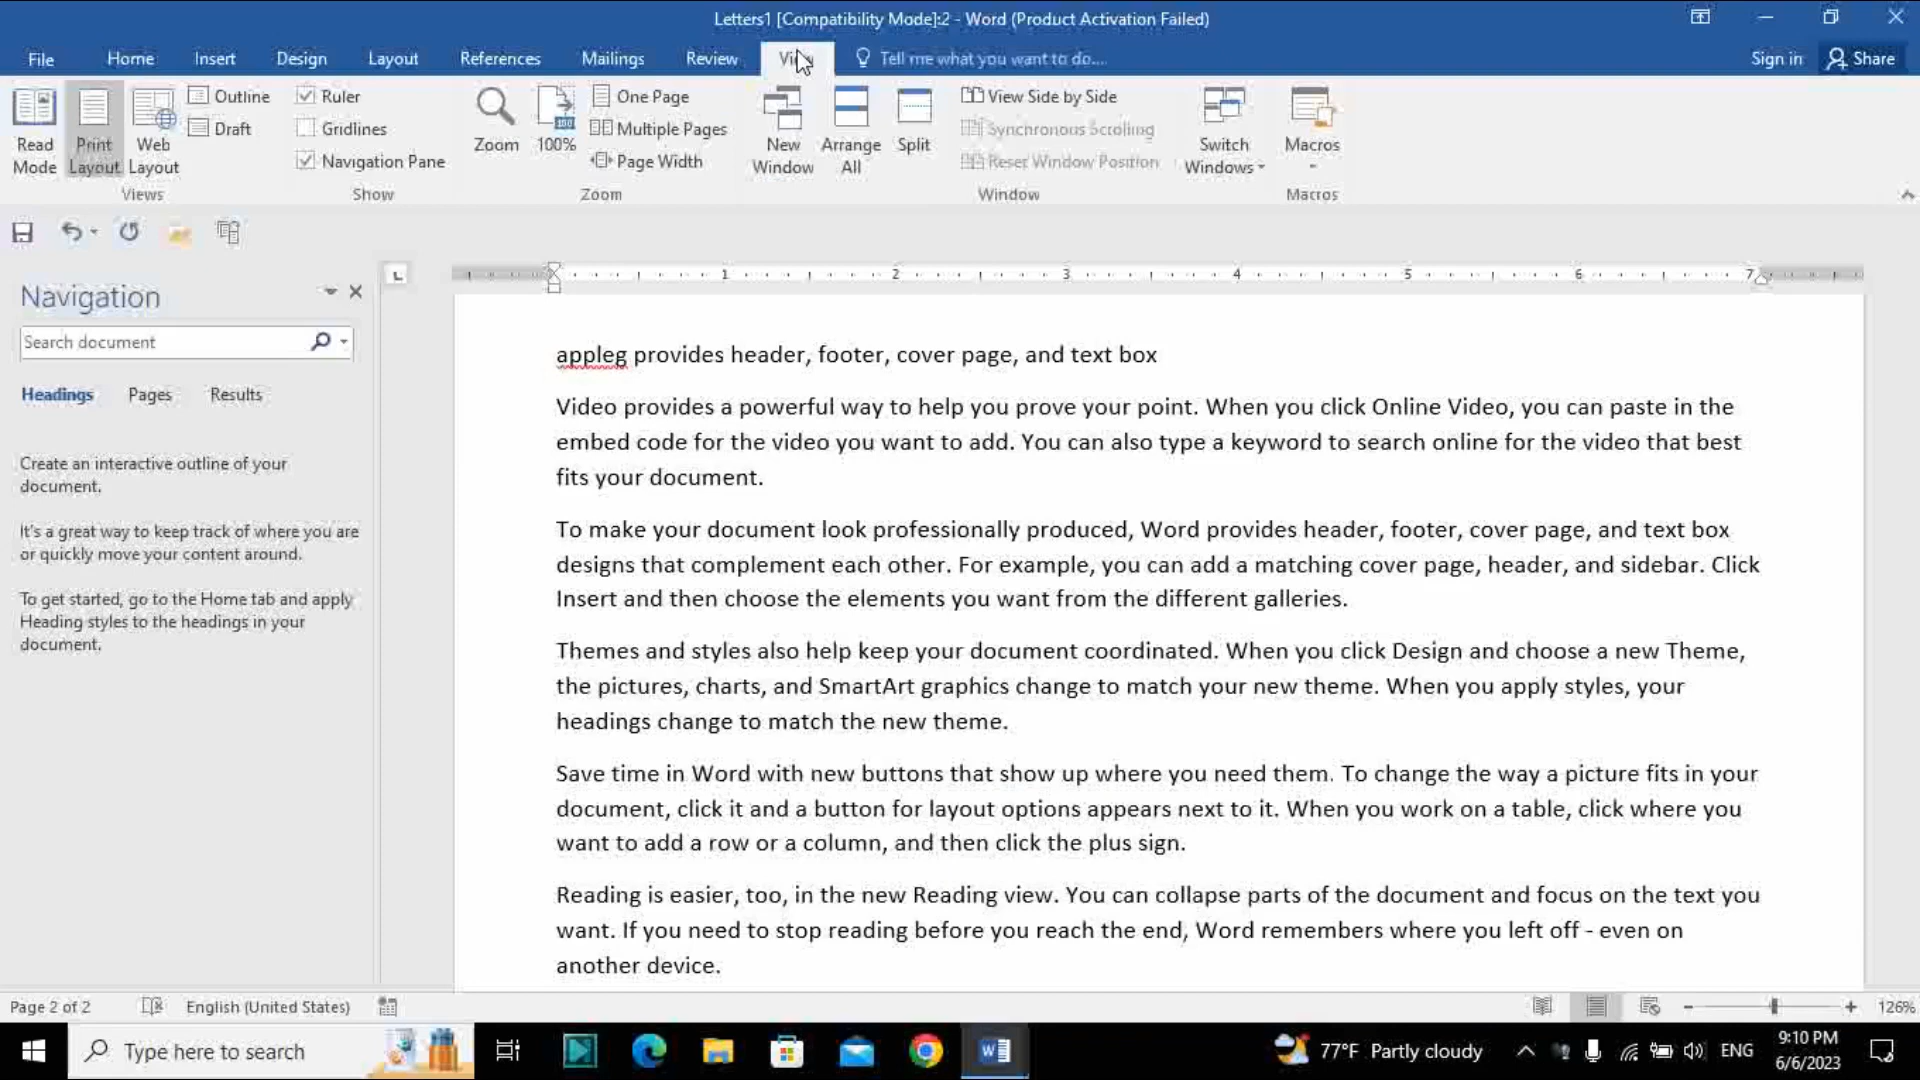 Letters1 [Compatibility Mode]:2 - Word (Product Activation Failed)
File Home Insert Design Layout References Mailings Review View Tell me what you want to do.... Sign in Share
Read Mode
Print Layout
Web Layout
Outline
Draft
Views
Ruler
Gridlines
Navigation Pane
Show
Zoom
100%
One Page
Multiple Pages
Page Width
Zoom
New Window
Arrange All
Split
View Side by Side
Synchronous Scrolling
Reset Window Position
Window
Switch Windows
Macros
Macros
L 1 2 3 4 5 6 7
Navigation
Search document
Headings Pages Results
Create an interactive outline of your
document.
It's a great way to keep track of where you are
or quickly move your content around.
To get started, go to the Home tab and apply
Heading styles to the headings in your
document.
appleg provides header, footer, cover page, and text box
Video provides a powerful way to help you prove your point. When you click Online Video, you can paste in the
embed code for the video you want to add. You can also type a keyword to search online for the video that best
fits your document.
To make your document look professionally produced, Word provides header, footer, cover page, and text box
designs that complement each other. For example, you can add a matching cover page, header, and sidebar. Click
Insert and then choose the elements you want from the different galleries.
Themes and styles also help keep your document coordinated. When you click Design and choose a new Theme,
the pictures, charts, and SmartArt graphics change to match your new theme. When you apply styles, your
headings change to match the new theme.
Save time in Word with new buttons that show up where you need them. To change the way a picture fits in your
document, click it and a button for layout options appears next to it. When you work on a table, click where you
want to add a row or a column, and then click the plus sign.
Reading is easier, too, in the new Reading view. You can collapse parts of the document and focus on the text you
want. If you need to stop reading before you reach the end, Word remembers where you left off - even on
another device.
Page 2 of 2 English (United States) 126%
Type here to search 77°F Partly cloudy ENG 9:10 PM
6/6/2023